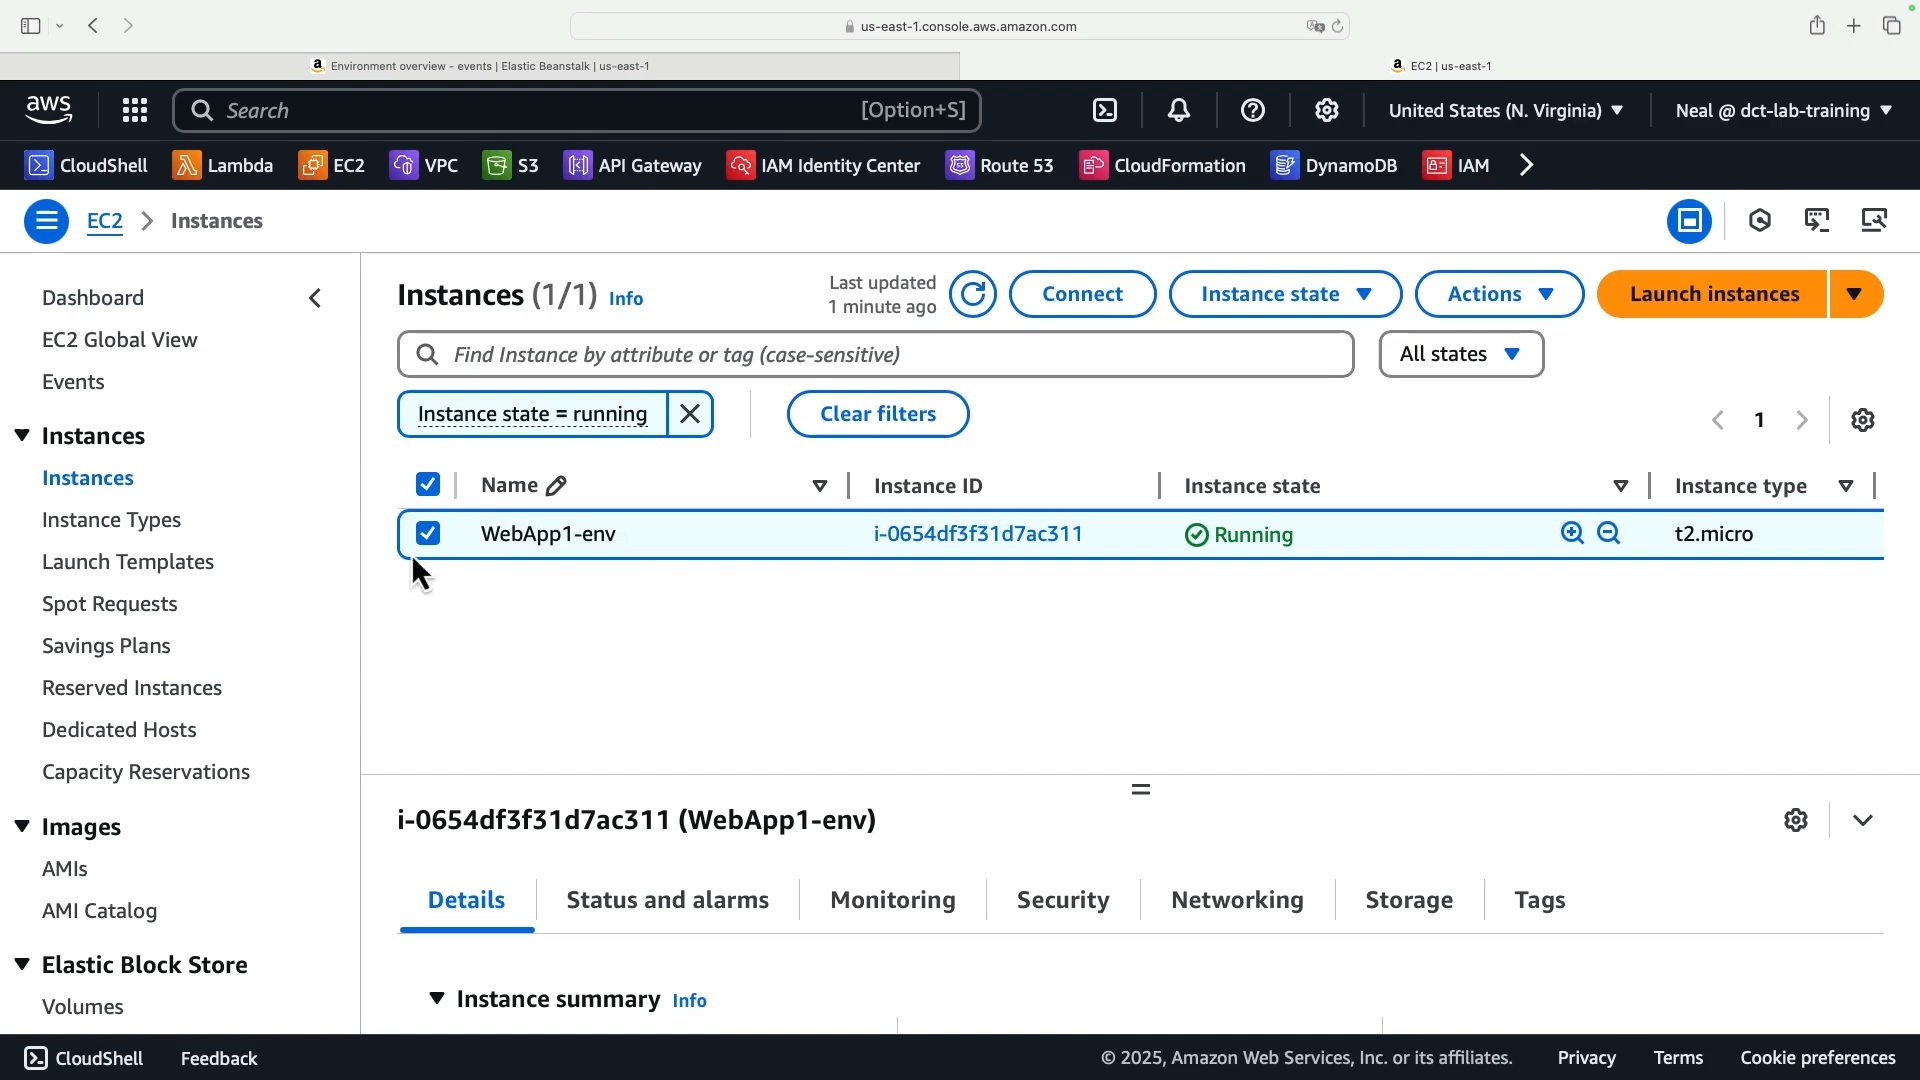 us-east-1.console.aws.amazon.com
Environment overview - events | Elastic Beanstalk | us-east-1
EC2 | us-east-1
aws
Search
[Option+S]
United States (N. Virginia)
Neal @ dct-lab-training
CloudShell
Lambda
EC2
VPC
S3
API Gateway
IAM Identity Center
Route 53
CloudFormation
DynamoDB
IAM
EC2
Instances
Dashboard
EC2 Global View
Events
Instances
Instances
Instance Types
Launch Templates
Spot Requests
Savings Plans
Reserved Instances
Dedicated Hosts
Capacity Reservations
Images
AMIs
AMI Catalog
Elastic Block Store
Volumes
Instances (1/1) Info
Last updated
1 minute ago
Connect
Instance state
Actions
Launch instances
Find Instance by attribute or tag (case-sensitive)
All states
Instance state = running
Clear filters
1
Name
Instance ID
Instance state
Instance type
WebApp1-env
i-0654df3f31d7ac311
Running
t2.micro
i-0654df3f31d7ac311 (WebApp1-env)
Details
Status and alarms
Monitoring
Security
Networking
Storage
Tags
Instance summary Info
CloudShell
Feedback
© 2025, Amazon Web Services, Inc. or its affiliates.
Privacy
Terms
Cookie preferences